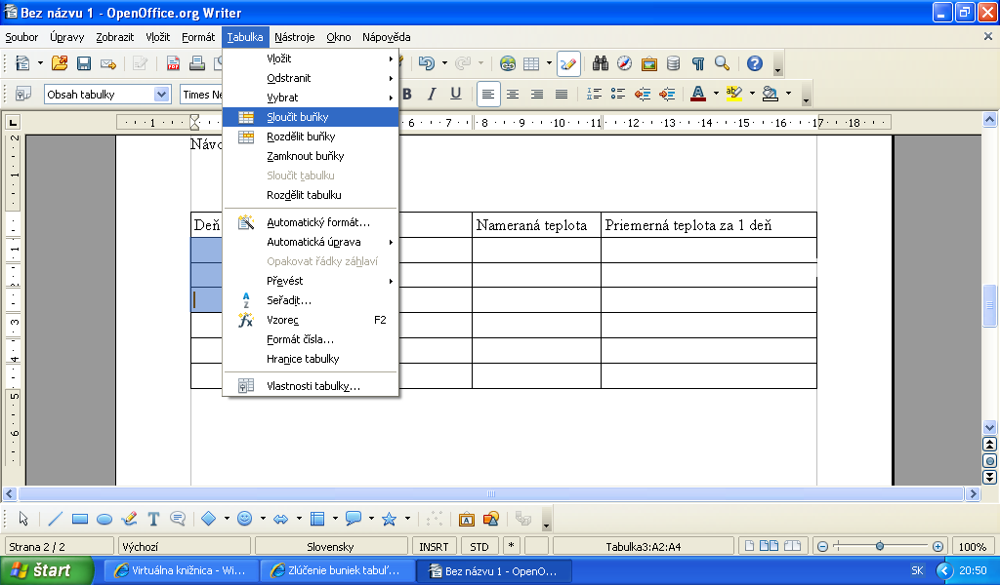 Bez názvu 1 - OpenOffice.org Writer
Soubor Úpravy Zobrazit Vložit Formát Tabulka Nástroje Okno Nápověda
Obsah tabulky Times Ne
B I U
1 6 7 8 9 10 11 12 13 14 15 16 17 18
Vložit
Odstranit
Vybrat
Sloučit buňky
Rozdělit buňky
Zamknout buňky
Sloučit tabulku
Rozdělit tabulku
Automatický formát...
Automatická úprava
Opakovat řádky záhlaví
Převést
Seřadit...
Vzorec F2
Formát čísla...
Hranice tabulky
Vlastnosti tabulky...
Návo
Deň Nameraná teplota Priemerná teplota za 1 deň
2
1
1
2
3
4
5
6
Strana 2 / 2 Výchozí Slovensky INSRT STD * Tabulka3:A2:A4 100%
štart Virtuálna knižnica - Wi... Zlúčenie buniek tabuľ... Bez názvu 1 - OpenO... SK 20:50